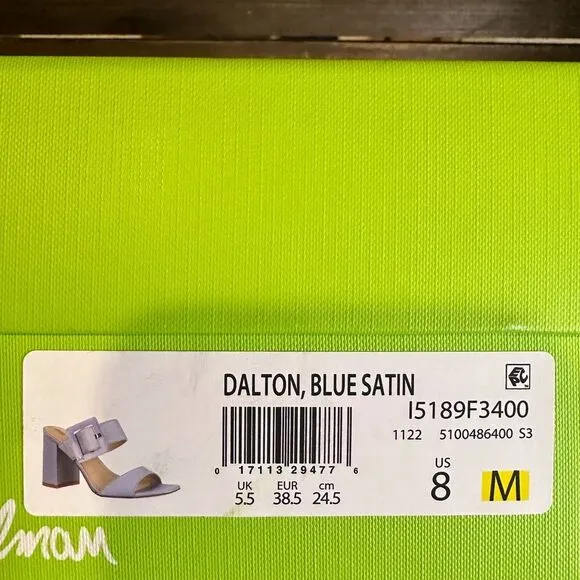 DALTON, BLUE SATIN
I5189F3400
1122 5100486400 S3
0 17113 29477 6
UK EUR cm
5.5 38.5 24.5
US
8 M